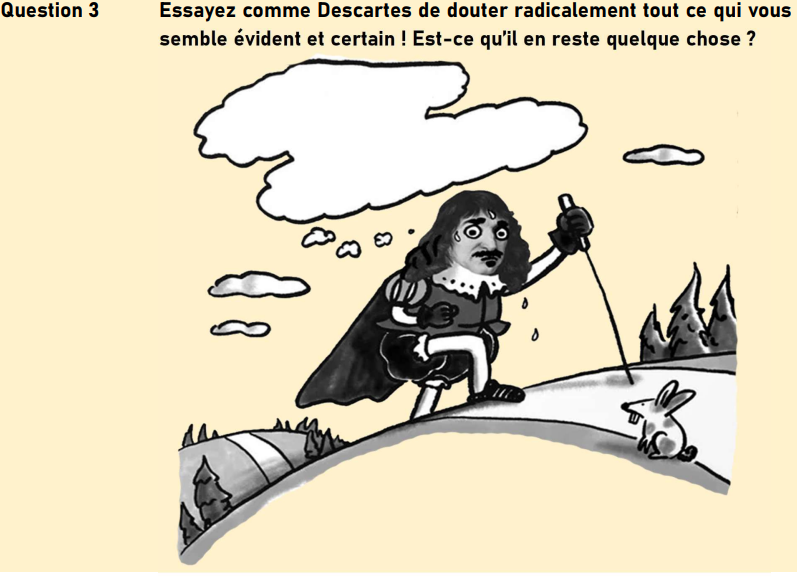 Question 3
Essayez comme Descartes de douter radicalement tout ce qui vous
semble évident et certain ! Est-ce qu'il en reste quelque chose ?